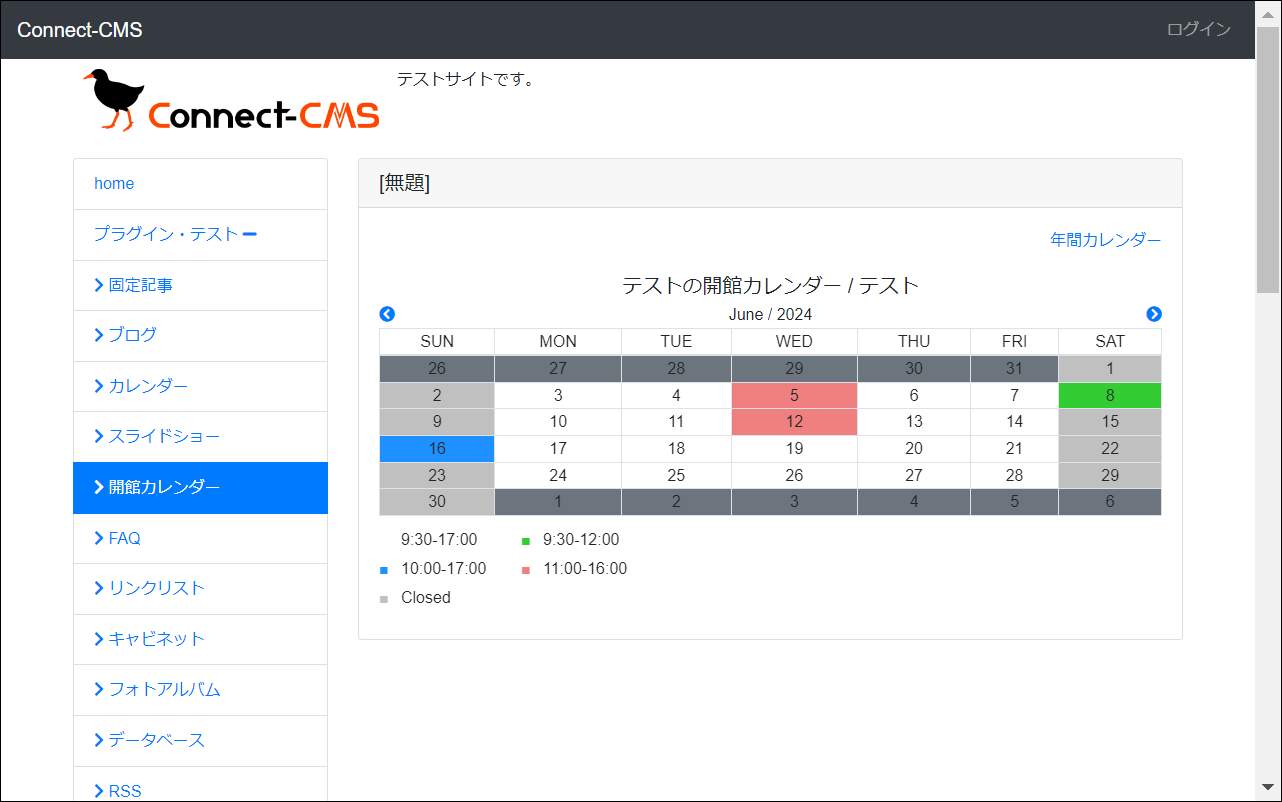 Connect-CMS ログイン
Connect-CMS テストサイトです。
home
プラグイン・テスト
固定記事
ブログ
カレンダー
スライドショー
開館カレンダー
FAQ
リンクリスト
キャビネット
フォトアルバム
データベース
RSS
[無題]
年間カレンダー
テストの開館カレンダー / テスト
June / 2024
SUN MON TUE WED THU FRI SAT
26 27 28 29 30 31 1
2 3 4 5 6 7 8
9 10 11 12 13 14 15
16 17 18 19 20 21 22
23 24 25 26 27 28 29
30 1 2 3 4 5 6
9:30-17:00 9:30-12:00
10:00-17:00 11:00-16:00
Closed